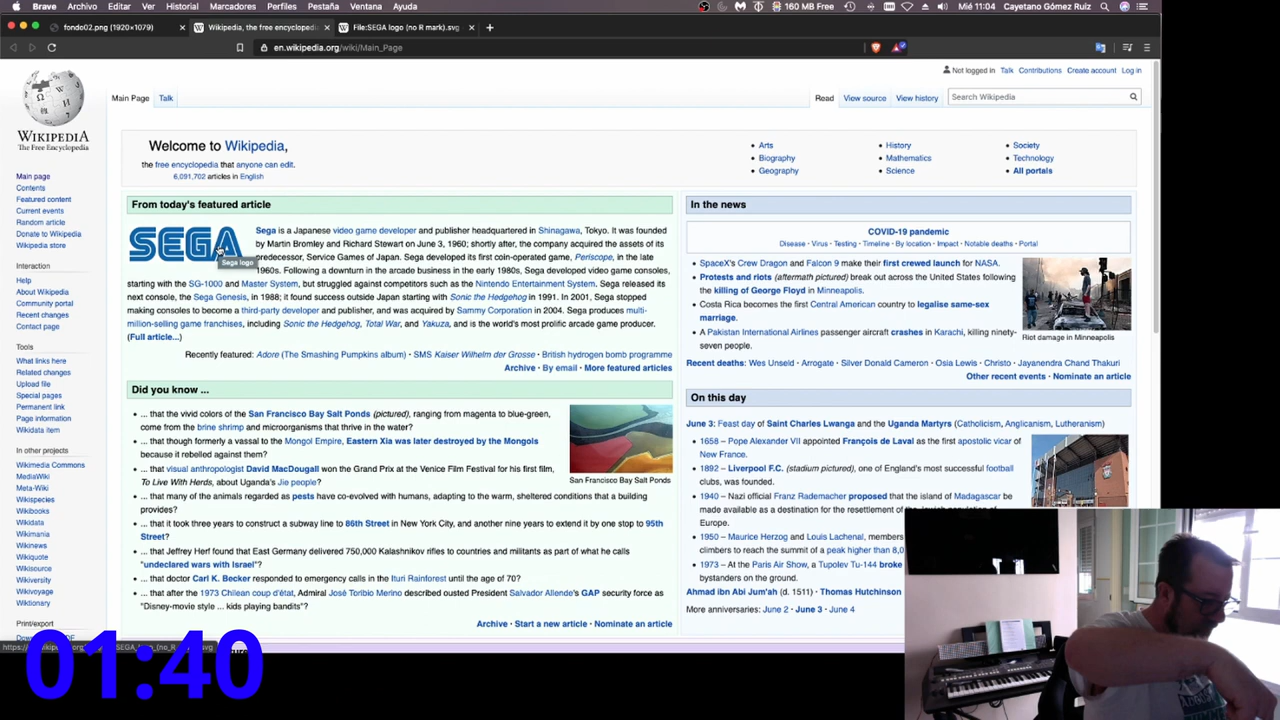 Brave Archivo Editar Ver Historial Marcadores Perfiles Pestaña Ventana Ayuda
160 MB Free Mié 11:04 Cayetano Gómez Ruiz
fondo02.png (1920×1079) Wikipedia, the free encyclopedi File:SEGA logo (no R mark).svg
en.wikipedia.org/wiki/Main_Page
Not logged in Talk Contributions Create account Log in
Main Page Talk Read View source View history Search Wikipedia
WIKIPEDIA
The Free Encyclopedia
Main page
Contents
Featured content
Current events
Random article
Donate to Wikipedia
Wikipedia store
Interaction
Help
About Wikipedia
Community portal
Recent changes
Contact page
Tools
What links here
Related changes
Upload file
Special pages
Permanent link
Page information
Wikidata item
In other projects
Wikimedia Commons
MediaWiki
Meta-Wiki
Wikispecies
Wikibooks
Wikidata
Wikimania
Wikinews
Wikiquote
Wikisource
Wikiversity
Wikivoyage
Wiktionary
Print/export
Welcome to Wikipedia,
the free encyclopedia that anyone can edit.
6,091,702 articles in English
• Arts • History • Society
• Biography • Mathematics • Technology
• Geography • Science • All portals
From today's featured article
SEGA
Sega logo
Sega is a Japanese video game developer and publisher headquartered in Shinagawa, Tokyo. It was founded
by Martin Bromley and Richard Stewart on June 3, 1960; shortly after, the company acquired the assets of its
predecessor, Service Games of Japan. Sega developed its first coin-operated game, Periscope, in the late
1960s. Following a downturn in the arcade business in the early 1980s, Sega developed video game consoles,
starting with the SG-1000 and Master System, but struggled against competitors such as the Nintendo Entertainment System. Sega released its
next console, the Sega Genesis, in 1988; it found success outside Japan starting with Sonic the Hedgehog in 1991. In 2001, Sega stopped
making consoles to become a third-party developer and publisher, and was acquired by Sammy Corporation in 2004. Sega produces multi-
million-selling game franchises, including Sonic the Hedgehog, Total War, and Yakuza, and is the world's most prolific arcade game producer.
(Full article...)
Recently featured: Adore (The Smashing Pumpkins album) · SMS Kaiser Wilhelm der Grosse · British hydrogen bomb programme
Archive · By email · More featured articles
Did you know ...
• ... that the vivid colors of the San Francisco Bay Salt Ponds (pictured), ranging from magenta to blue-green,
come from the brine shrimp and microorganisms that thrive in the water?
• ... that though formerly a vassal to the Mongol Empire, Eastern Xia was later destroyed by the Mongols
because it rebelled against them?
• ... that visual anthropologist David MacDougall won the Grand Prix at the Venice Film Festival for his first film,
To Live With Herds, about Uganda's Jie people?
• ... that many of the animals regarded as pests have co-evolved with humans, adapting to the warm, sheltered conditions that a building
provides?
• ... that it took three years to construct a subway line to 86th Street in New York City, and another nine years to extend it by one stop to 95th
Street?
• ... that Jeffrey Herf found that East Germany delivered 750,000 Kalashnikov rifles to countries and militants as part of what he calls
"undeclared wars with Israel"?
• ... that doctor Carl K. Becker responded to emergency calls in the Ituri Rainforest until the age of 70?
• ... that after the 1973 Chilean coup d'état, Admiral José Toribio Merino described ousted President Salvador Allende's GAP security force as
"Disney-movie style ... kids playing bandits"?
San Francisco Bay Salt Ponds
Archive · Start a new article · Nominate an article
In the news
COVID-19 pandemic
Disease · Virus · Testing · Timeline · By location · Impact · Notable deaths · Portal
• SpaceX's Crew Dragon and Falcon 9 make their first crewed launch for NASA.
• Protests and riots (aftermath pictured) break out across the United States following
the killing of George Floyd in Minneapolis.
• Costa Rica becomes the first Central American country to legalise same-sex
marriage.
• A Pakistan International Airlines passenger aircraft crashes in Karachi, killing ninety-
seven people.
Riot damage in Minneapolis
Recent deaths: Wes Unseld · Arrogate · Silver Donald Cameron · Osia Lewis · Christo · Jayendra Chand Thakuri
Other recent events · Nominate an article
On this day
June 3: Feast day of Saint Charles Lwanga and the Uganda Martyrs (Catholicism, Anglicanism, Lutheranism)
• 1658 – Pope Alexander VII appointed François de Laval as the first apostolic vicar of
New France.
• 1892 – Liverpool F.C. (stadium pictured), one of England's most successful football
clubs, was founded.
• 1940 – Nazi official Franz Rademacher proposed that the island of Madagascar be
made available as a destination for the resettlement of the Jewish population of
Europe.
• 1950 – Maurice Herzog and Louis Lachenal, members
climbers to reach the summit of a peak higher than 8,0
• 1973 – At the Paris Air Show, a Tupolev Tu-144 broke
bystanders on the ground.
Ahmad ibn Abi Jum'ah (d. 1511) · Thomas Hutchinson
More anniversaries: June 2 · June 3 · June 4
01:40